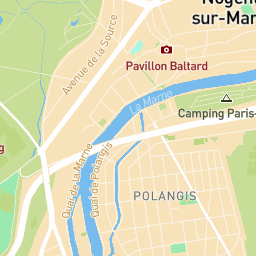 Avenue de la Source
sur-Mar
Pavillon Baltard
La Marne
Camping Paris-
Quai de la Marne
Quai de Polangis
POLANGIS